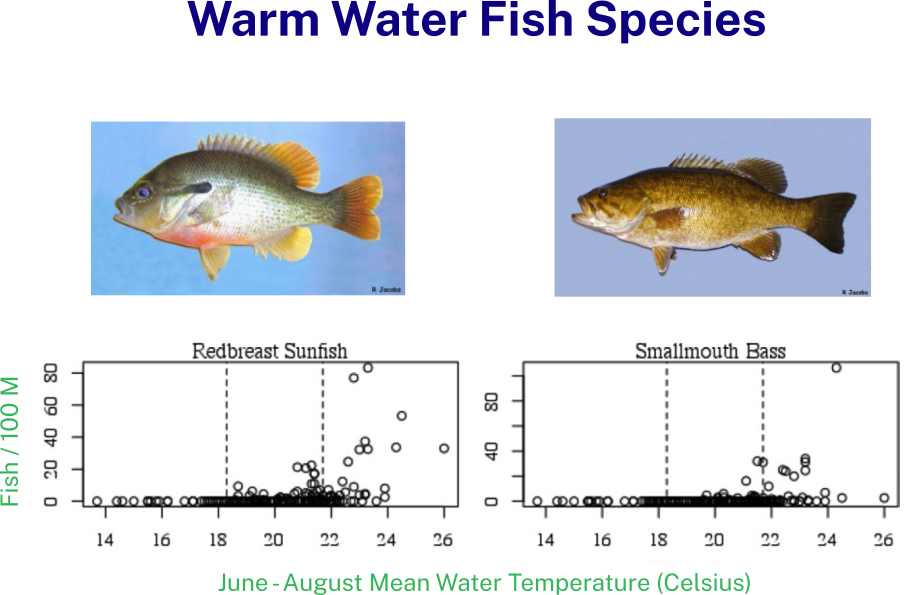 Warm Water Fish Species
R Jacobs
R Jacobs
Redbreast Sunfish
Smallmouth Bass
Fish / 100 M
80
60
40
20
0
80
40
0
14 16 18 20 22 24 26
14 16 18 20 22 24 26
June - August Mean Water Temperature (Celsius)